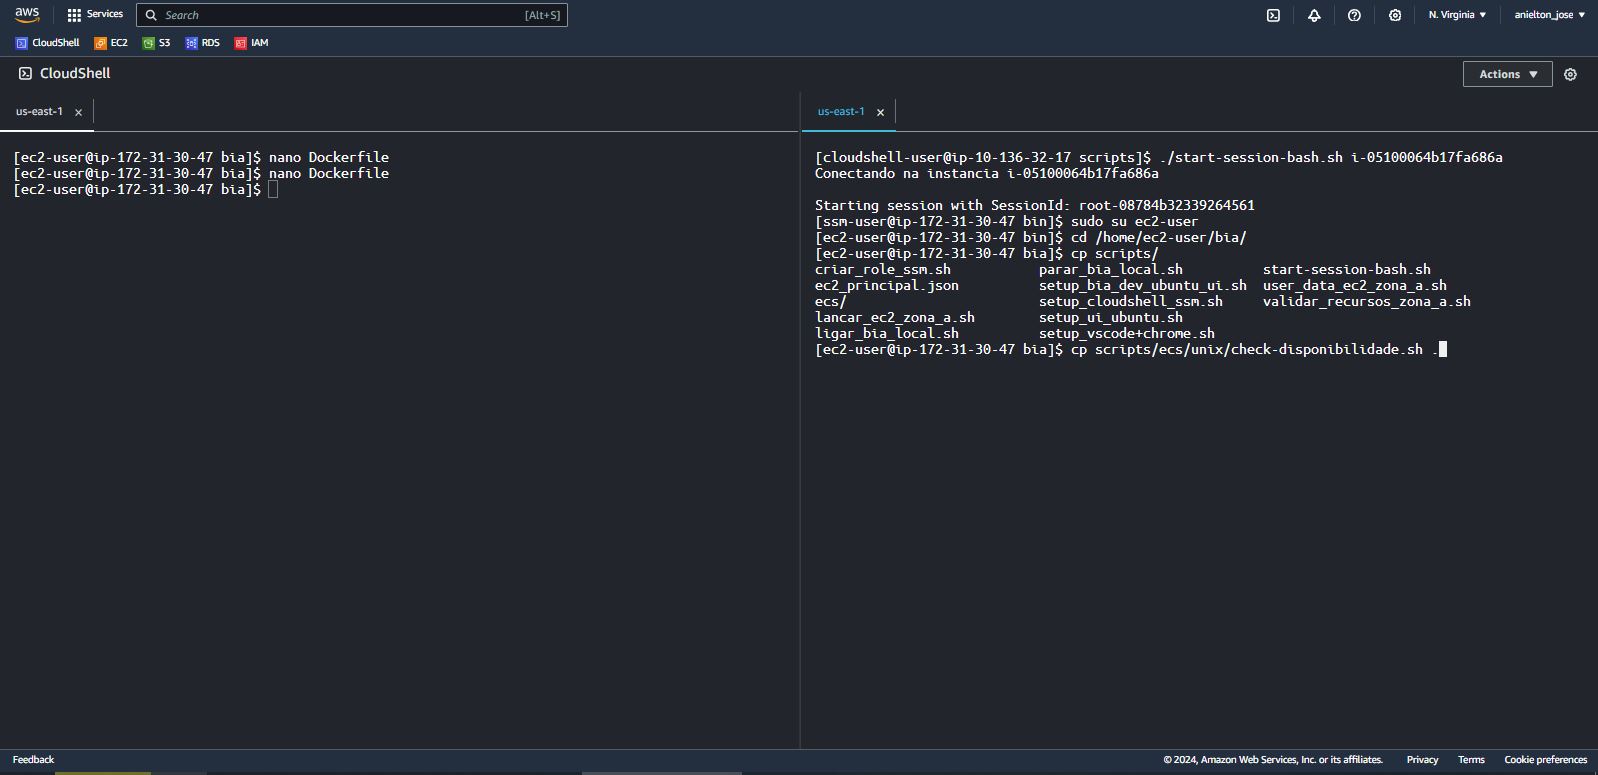 aws
Services
Search
[Alt+S]
N. Virginia
anielton_jose
CloudShell
EC2
S3
RDS
IAM
CloudShell
Actions
us-east-1
[ec2-user@ip-172-31-30-47 bia]$ nano Dockerfile
[ec2-user@ip-172-31-30-47 bia]$ nano Dockerfile
[ec2-user@ip-172-31-30-47 bia]$
us-east-1
[cloudshell-user@ip-10-136-32-17 scripts]$ ./start-session-bash.sh i-05100064b17fa686a
Conectando na instancia i-05100064b17fa686a
Starting session with SessionId: root-08784b32339264561
[ssm-user@ip-172-31-30-47 bin]$ sudo su ec2-user
[ec2-user@ip-172-31-30-47 bin]$ cd /home/ec2-user/bia/
[ec2-user@ip-172-31-30-47 bia]$ cp scripts/
criar_role_ssm.sh parar_bia_local.sh start-session-bash.sh
ec2_principal.json setup_bia_dev_ubuntu_ui.sh user_data_ec2_zona_a.sh
ecs/ setup_cloudshell_ssm.sh validar_recursos_zona_a.sh
lancar_ec2_zona_a.sh setup_ui_ubuntu.sh
ligar_bia_local.sh setup_vscode+chrome.sh
[ec2-user@ip-172-31-30-47 bia]$ cp scripts/ecs/unix/check-disponibilidade.sh .
Feedback
© 2024, Amazon Web Services, Inc. or its affiliates.
Privacy
Terms
Cookie preferences